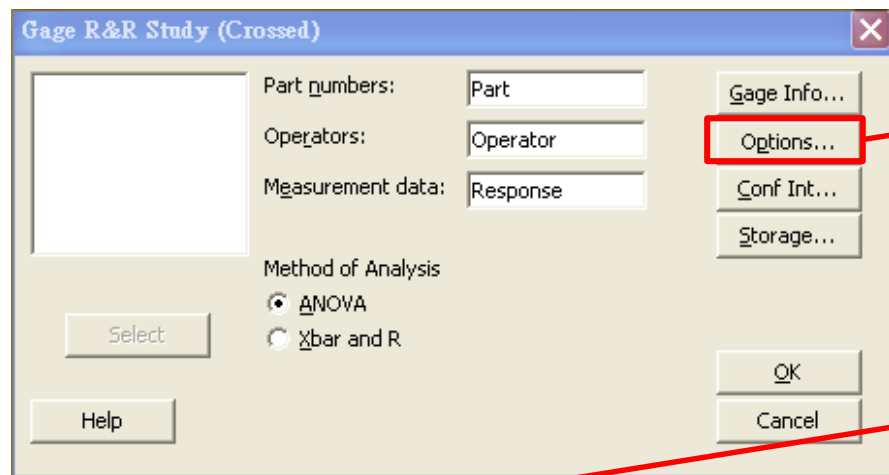 Gage R&R Study (Crossed)
Part numbers: Part
Gage Info...
Operators: Operator
Options...
Measurement data: Response
Conf Int...
Storage...
Method of Analysis
ANOVA
Xbar and R
Select
OK
Help
Cancel